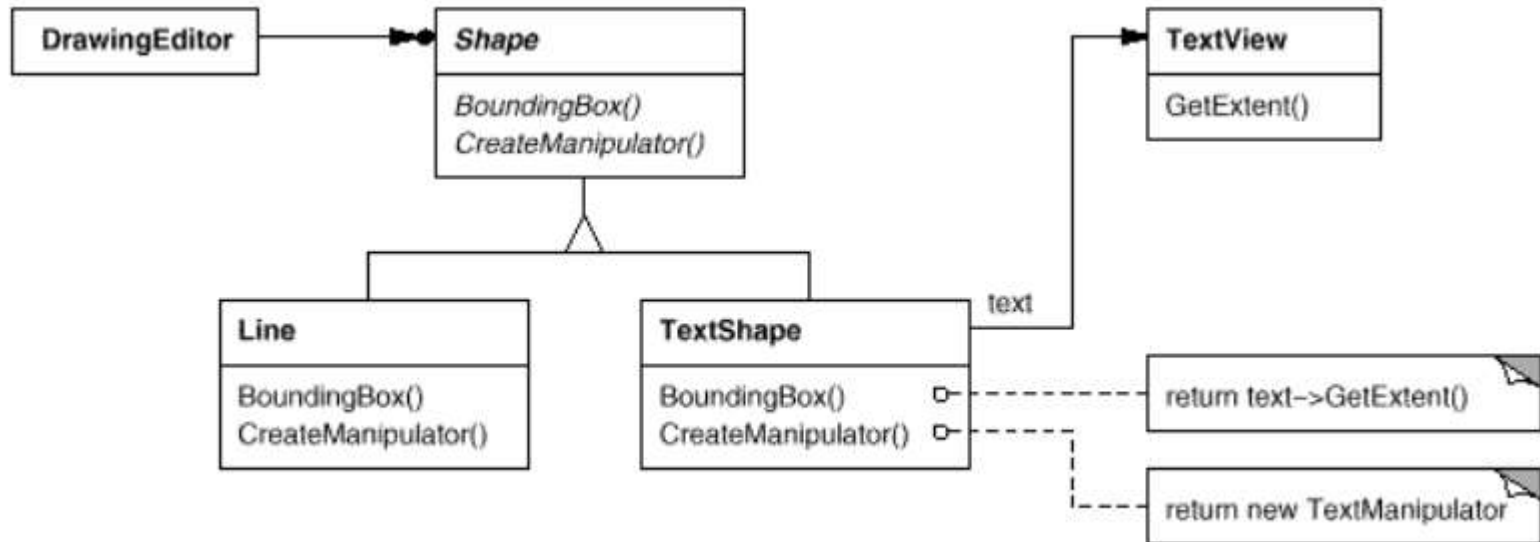 DrawingEditor
Shape
BoundingBox()
CreateManipulator()
TextView
GetExtent()
Line
BoundingBox()
CreateManipulator()
TextShape
BoundingBox()
CreateManipulator()
text
return text->GetExtent()
return new TextManipulator